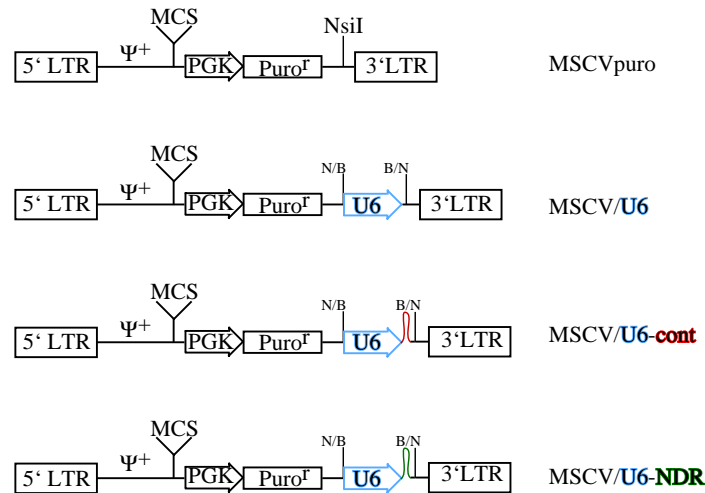 MCS NsiI
Ψ+
5‘ LTR PGK Puror 3‘LTR MSCVpuro
MCS
N/B B/N
Ψ+
5‘ LTR PGK Puror U6 3‘LTR MSCV/U6
MCS
N/B B/N
Ψ+
5‘ LTR PGK Puror U6 3‘LTR MSCV/U6-cont
MCS
N/B B/N
Ψ+
5‘ LTR PGK Puror U6 3‘LTR MSCV/U6-NDR